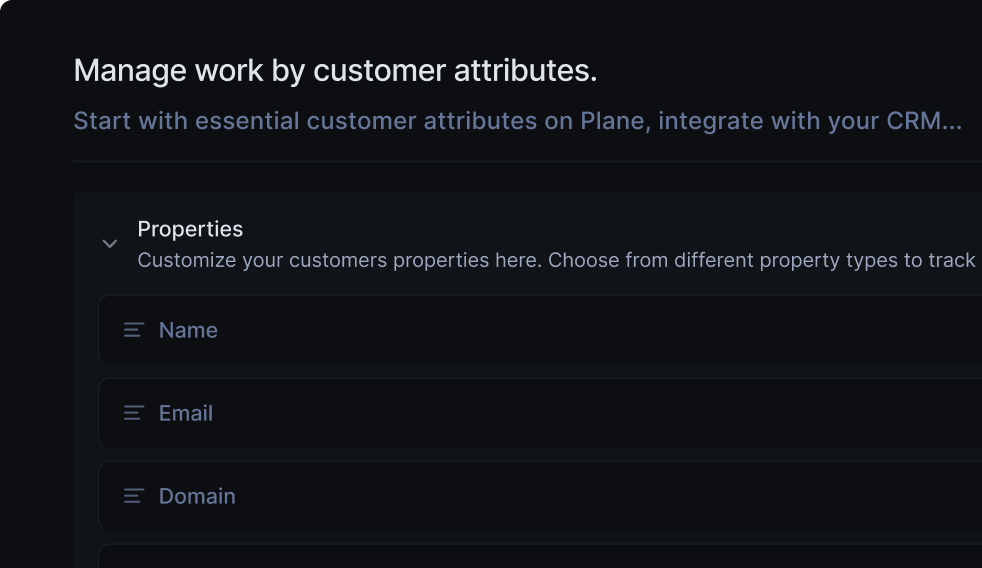 Manage work by customer attributes.
Start with essential customer attributes on Plane, integrate with your CRM...
Properties
Customize your customers properties here. Choose from different property types to track
Name
Email
Domain